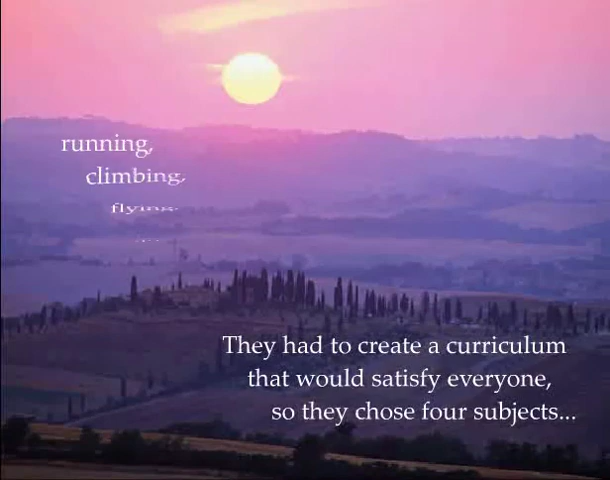 running,
climbing,
flying,
They had to create a curriculum
that would satisfy everyone,
so they chose four subjects...